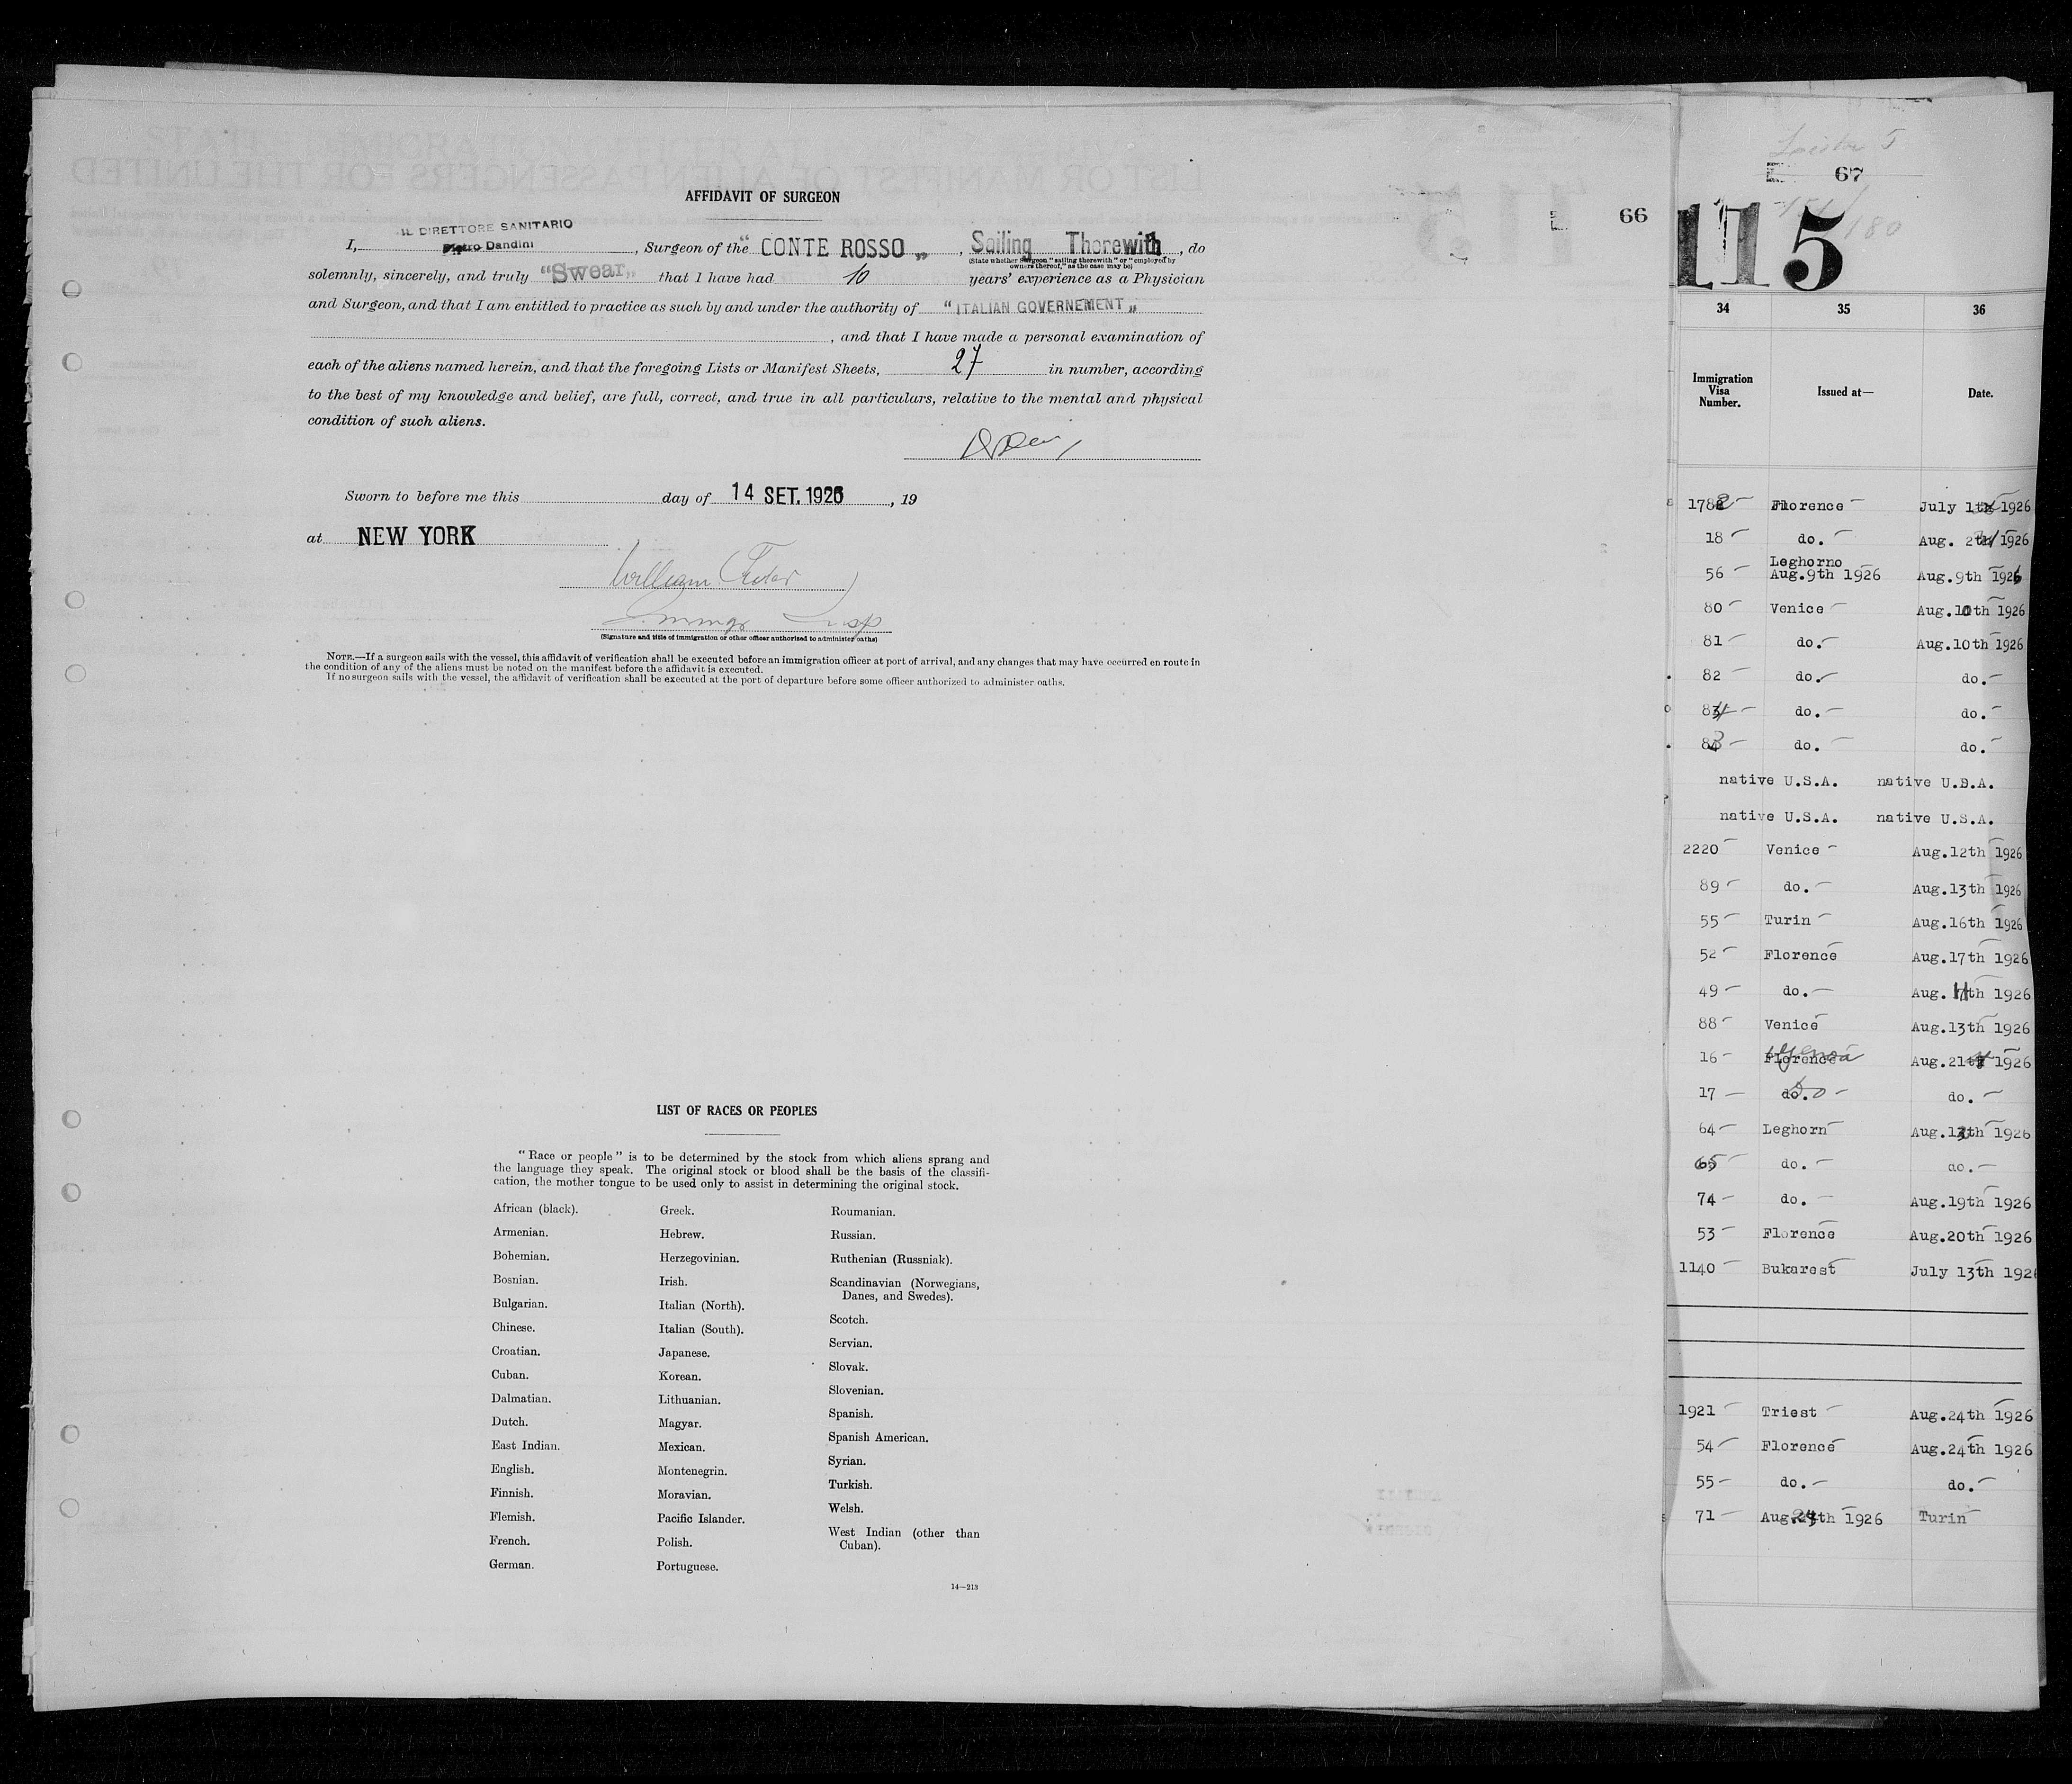 AFFIDAVIT OF SURGEON
66
IL DIRETTORE SANITARIO
I, Pietro Dandini, Surgeon of the "CONTE ROSSO„, Sailing Therewith, do
(State whether Surgeon "sailing therewith" or "employed by
owners thereof," as the case may be)
solemnly, sincerely, and truly "Swear„ that I have had 10 years' experience as a Physician
and Surgeon, and that I am entitled to practice as such by and under the authority of "ITALIAN GOVERNEMENT„
, and that I have made a personal examination of
each of the aliens named herein, and that the foregoing Lists or Manifest Sheets, 27 in number, according
to the best of my knowledge and belief, are full, correct, and true in all particulars, relative to the mental and physical
condition of such aliens.
Sworn to before me this day of 14 SET. 1926, 19
at NEW YORK
William
(Signature and title of immigration or other officer authorized to administer oaths)
NOTE.—If a surgeon sails with the vessel, this affidavit of verification shall be executed before an immigration officer at port of arrival, and any changes that may have occurred en route in
the condition of any of the aliens must be noted on the manifest before the affidavit is executed.
If no surgeon sails with the vessel, the affidavit of verification shall be executed at the port of departure before some officer authorized to administer oaths.
LIST OF RACES OR PEOPLES
"Race or people" is to be determined by the stock from which aliens sprang and
the language they speak. The original stock or blood shall be the basis of the classifi-
cation, the mother tongue to be used only to assist in determining the original stock.
African (black).
Armenian.
Bohemian.
Bosnian.
Bulgarian.
Chinese.
Croatian.
Cuban.
Dalmatian.
Dutch.
East Indian.
English.
Finnish.
Flemish.
French.
German.
Greek.
Hebrew.
Herzegovinian.
Irish.
Italian (North).
Italian (South).
Japanese.
Korean.
Lithuanian.
Magyar.
Mexican.
Montenegrin.
Moravian.
Pacific Islander.
Polish.
Portuguese.
Roumanian.
Russian.
Ruthenian (Russniak).
Scandinavian (Norwegians,
Danes, and Swedes).
Scotch.
Servian.
Slovak.
Slovenian.
Spanish.
Spanish American.
Syrian.
Turkish.
Welsh.
West Indian (other than
Cuban).
14—213
67
115
180
34 35 36
Immigration
Visa
Number.
Issued at—
Date.
1782 Florence July 1926
18 do. Aug. 1926
Leghorno
56 Aug.9th 1926 Aug.9th 1926
80 Venice Aug.10th 1926
81 do. Aug.10th 1926
82 do. do.
84 do. do.
83 do. do.
native U.S.A. native U.S.A.
native U.S.A. native U.S.A.
2220 Venice Aug.12th 1926
89 do. Aug.13th 1926
55 Turin Aug.16th 1926
52 Florence Aug.17th 1926
49 do. Aug. 11th 1926
88 Venice Aug.13th 1926
Genoa
16 Florence Aug.21 1926
17 do. Do do.
64 Leghorn Aug. 1926
65 do. do.
74 do. Aug.19th 1926
53 Florence Aug.20th 1926
1140 Bukarest July 13th 1926
1921 Triest Aug.24th 1926
54 Florence Aug.24th 1926
55 do. do.
71 Aug.24th 1926 Turin